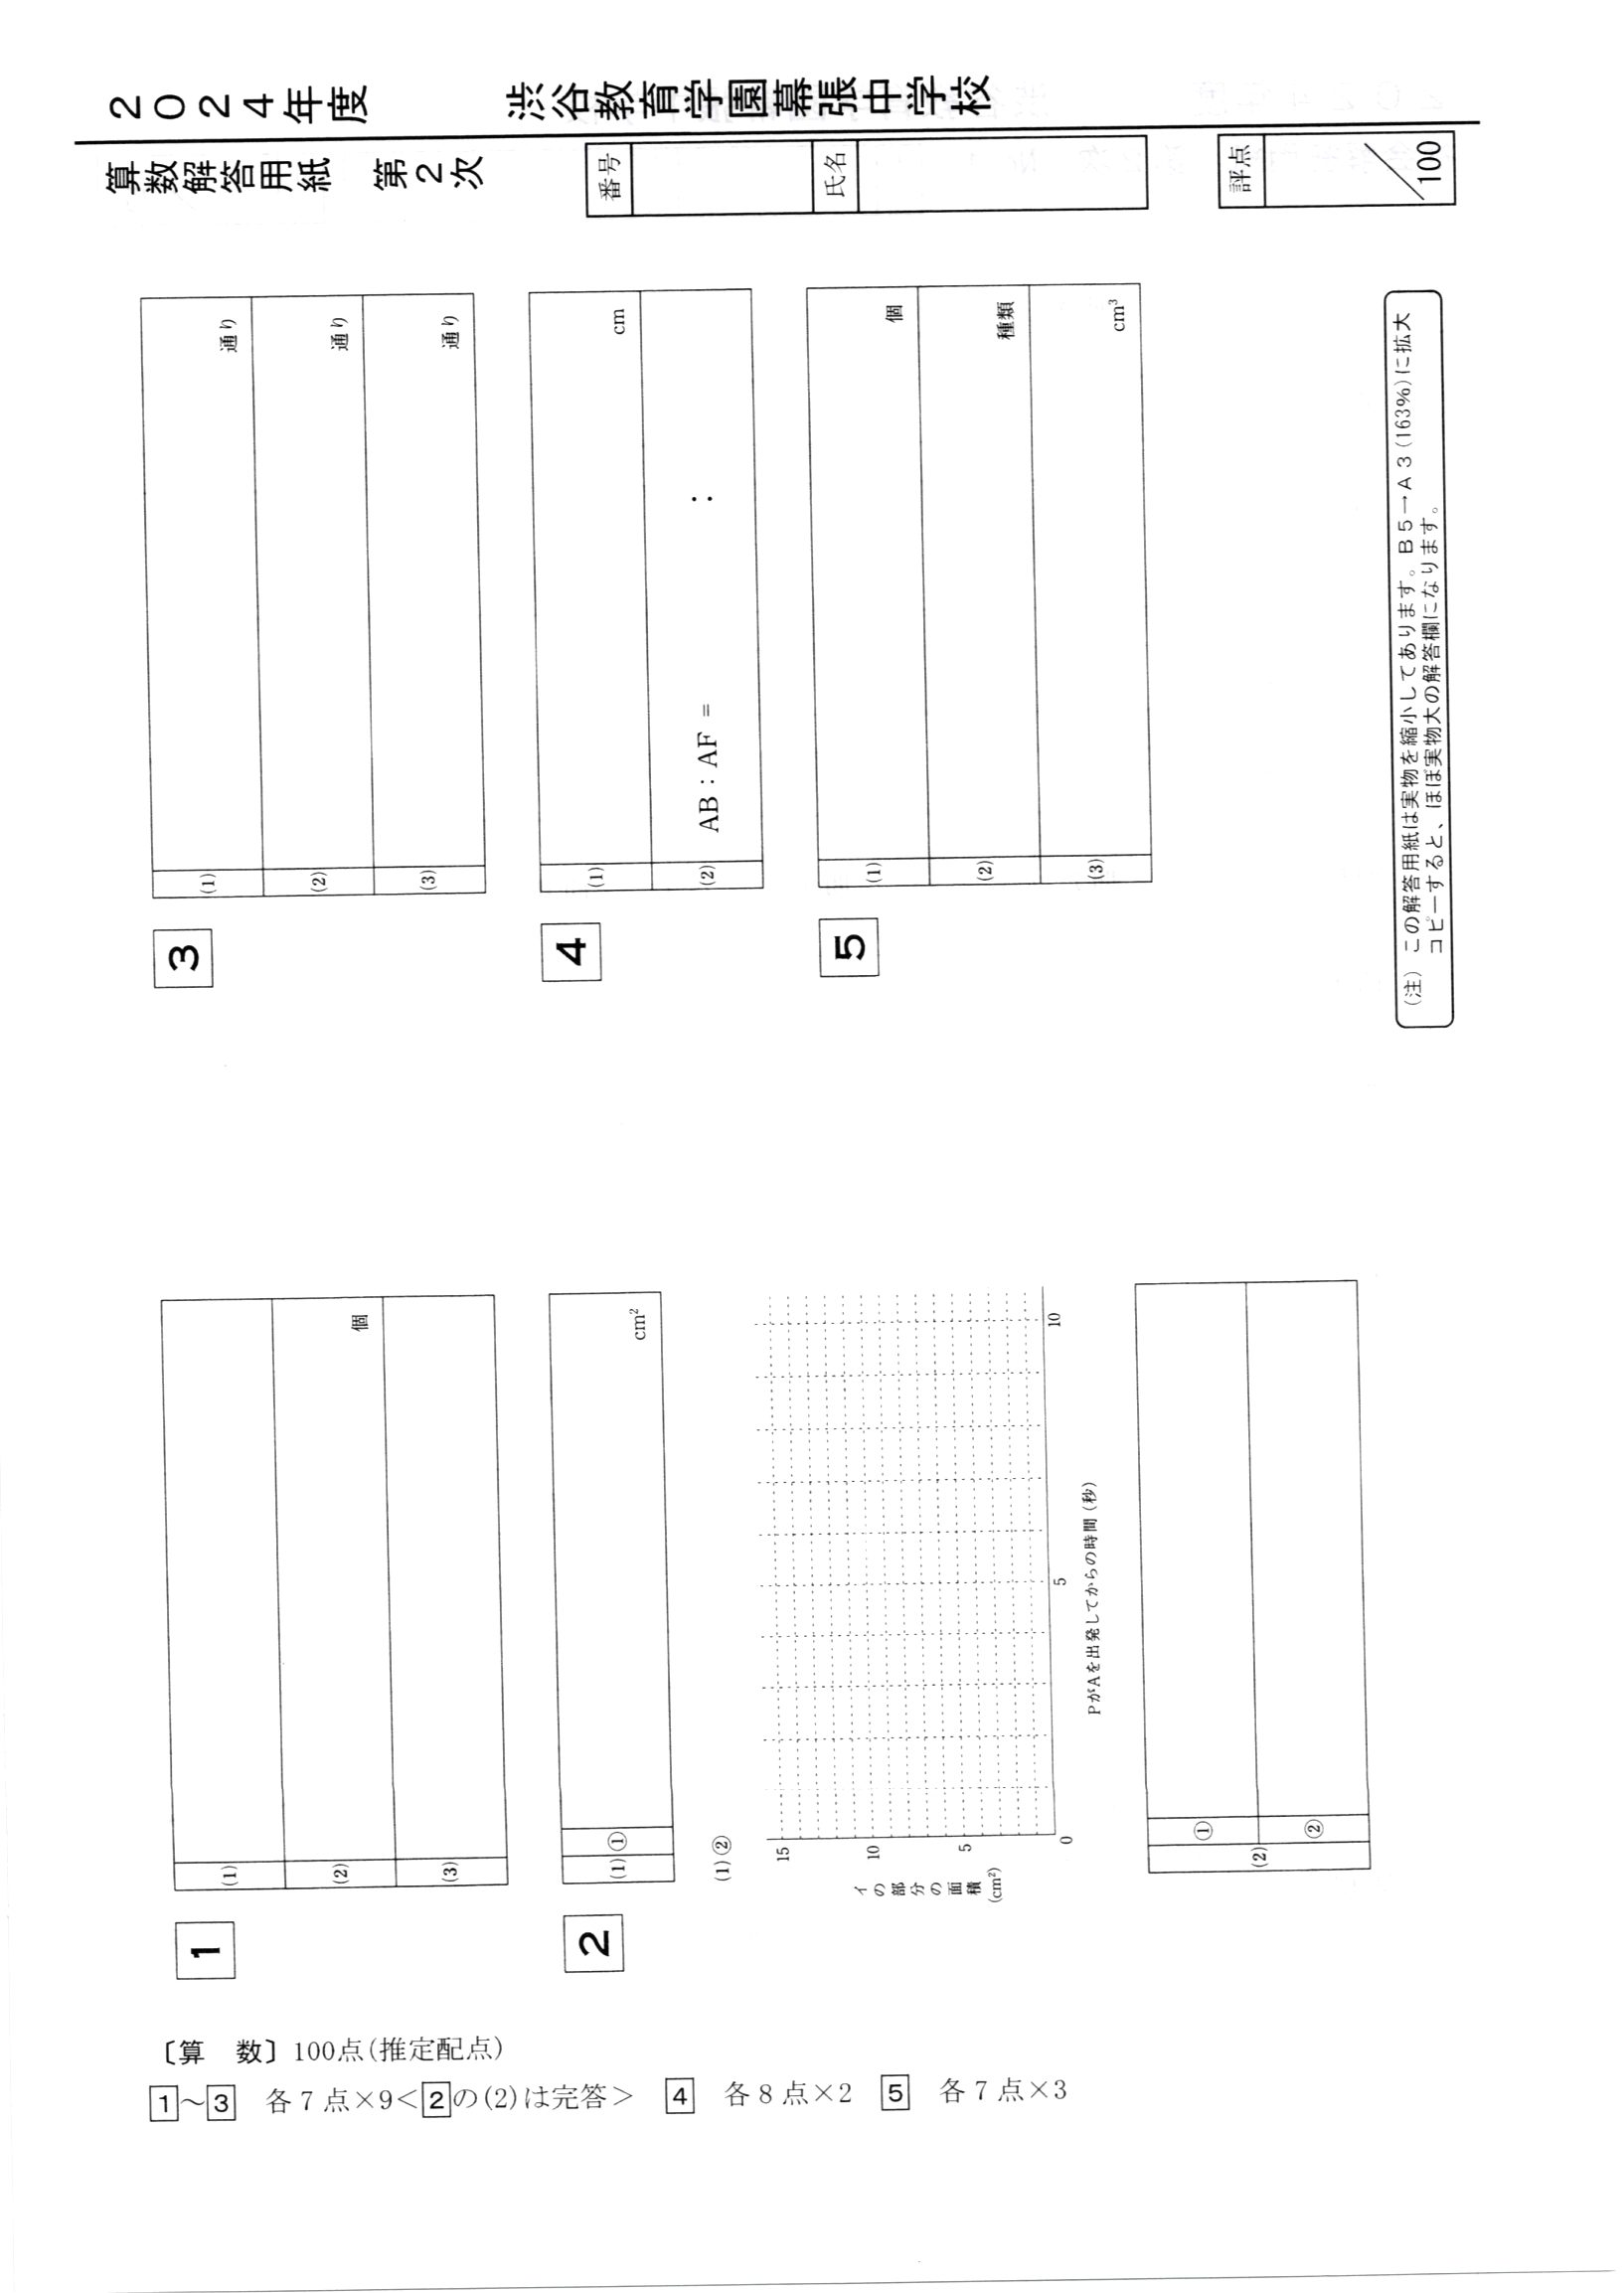 2024年度　渋谷教育学園幕張中学校
算数解答用紙　第2次
番号
氏名
評点
／100
1
(1)
(2) 個
(3)
2
(1) ① cm²
(1) ②
イの部分の面積 (cm²)
15
10
5
0
5
10
PがAを出発してからの時間(秒)
(2)
①
②
3
(1) 通り
(2) 通り
(3) 通り
4
(1) cm
(2) AB：AF＝　：
5
(1) 個
(2) 種類
(3) cm³
(注)　この解答用紙は実物を縮小してあります。B5→A3(163%)に拡大
コピーすると、ほぼ実物大の解答欄になります。
〔算　数〕100点(推定配点)
1～3　各7点×9＜2の(2)は完答＞　4　各8点×2　5　各7点×3